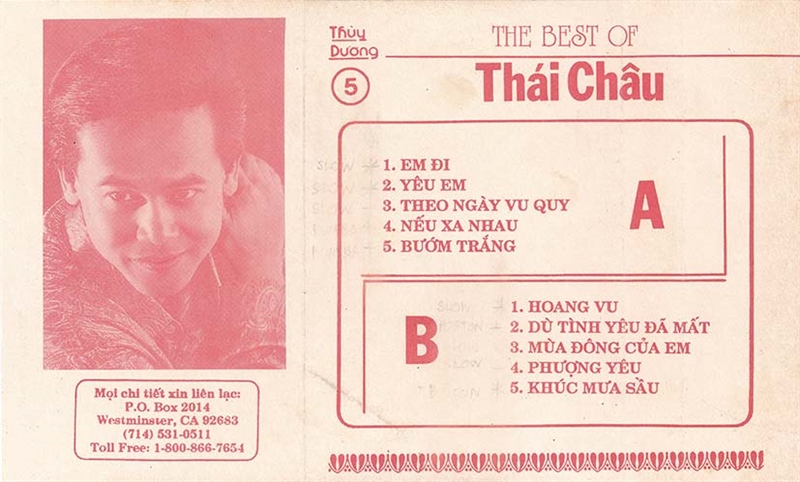 Mọi chi tiết xin liên lạc:
P.O. Box 2014
Westminster, CA 92683
(714) 531-0511
Toll Free: 1-800-866-7654
Thùy
Dương
5
THE BEST OF
Thái Châu
A
1. EM ĐI
2. YÊU EM
3. THEO NGÀY VU QUY
4. NẾU XA NHAU
5. BƯỚM TRẮNG
B
1. HOANG VU
2. DÙ TÌNH YÊU ĐÃ MẤT
3. MÙA ĐÔNG CỦA EM
4. PHƯỢNG YÊU
5. KHÚC MƯA SẦU